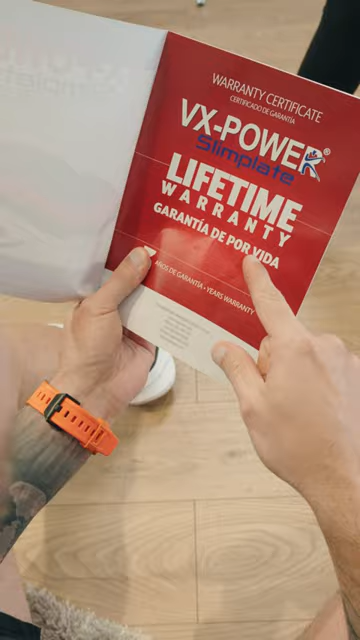 WARRANTY CERTIFICATE
CERTIFICADO DE GARANTÍA
VX-POWER®
Slimplate
LIFETIME
WARRANTY
GARANTÍA DE POR VIDA
AÑOS DE GARANTÍA - YEARS WARRANTY